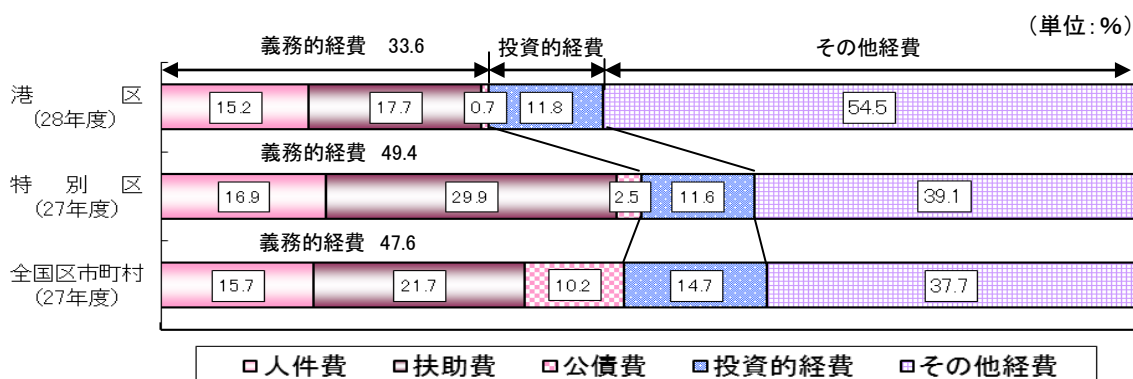 (単位:%)
義務的経費 33.6 投資的経費 その他経費
港区
(28年度)
15.2 17.7 0.7 11.8 54.5
義務的経費 49.4
特別区
(27年度)
16.9 29.9 2.5 11.6 39.1
義務的経費 47.6
全国区市町村
(27年度)
15.7 21.7 10.2 14.7 37.7
人件費 扶助費 公債費 投資的経費 その他経費